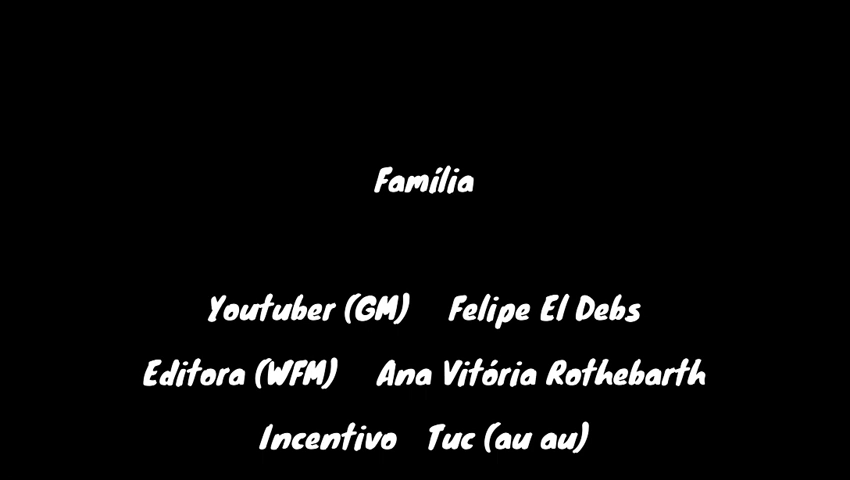 Família
Youtuber (GM) Felipe El Debs
Editora (WFM) Ana Vitória Rothebarth
Incentivo Tuc (au au)